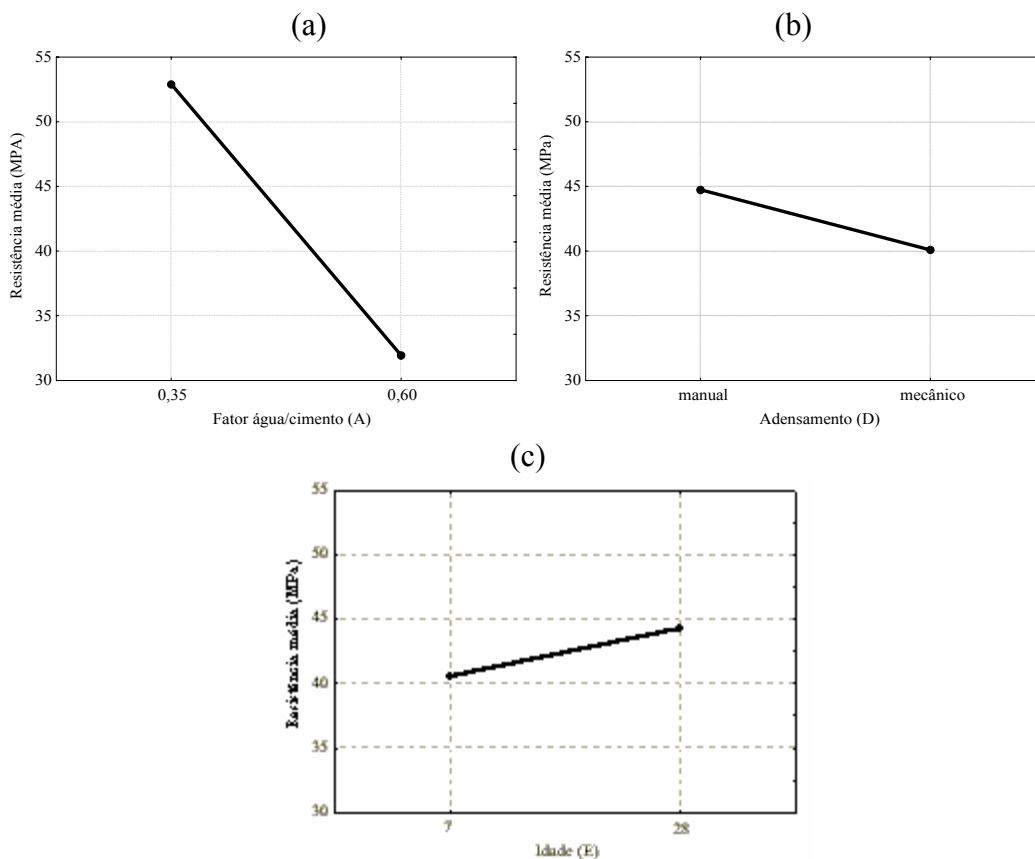 (a)
55
50
45
40
35
30
Resistência média (MPA)
0,35
0,60
Fator água/cimento (A)
(b)
55
50
45
40
35
30
Resistência média (MPa)
manual
mecânico
Adensamento (D)
(c)
55
50
45
40
35
30
Resistência média (MPa)
7
28
Idade (E)